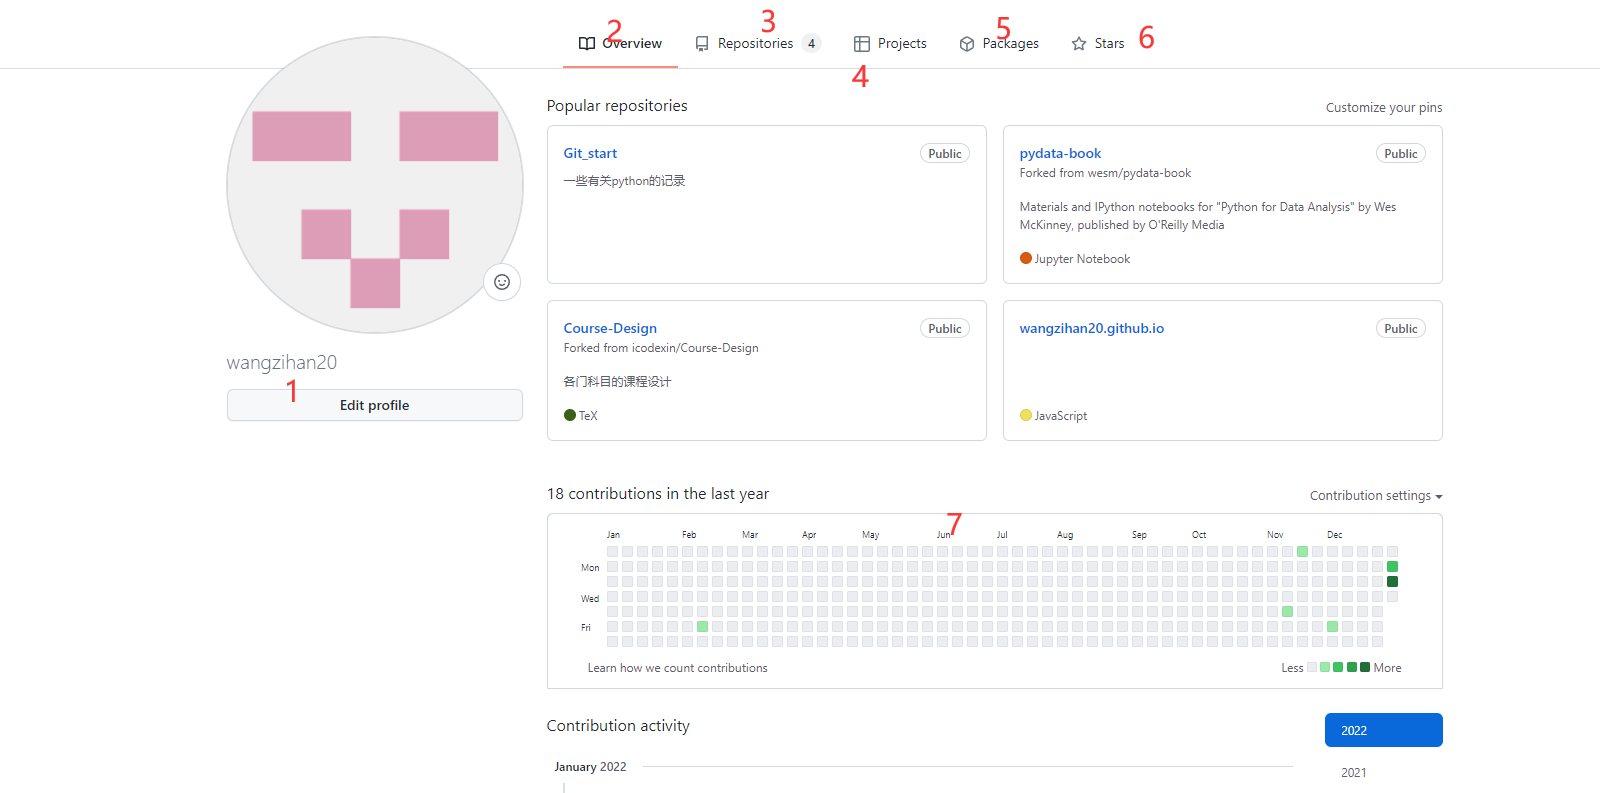 2 3 5 6
Overview Repositories 4 Projects Packages Stars
4
Popular repositories Customize your pins
Git_start Public
一些有关python的记录
pydata-book Public
Forked from wesm/pydata-book
Materials and IPython notebooks for "Python for Data Analysis" by Wes
McKinney, published by O'Reilly Media
Jupyter Notebook
Course-Design Public
Forked from icodexin/Course-Design
各门科目的课程设计
TeX
wangzihan20.github.io Public
JavaScript
wangzihan20
1
Edit profile
18 contributions in the last year Contribution settings
7
Jan Feb Mar Apr May Jun Jul Aug Sep Oct Nov Dec
Mon
Wed
Fri
Learn how we count contributions Less More
Contribution activity 2022
January 2022
2021